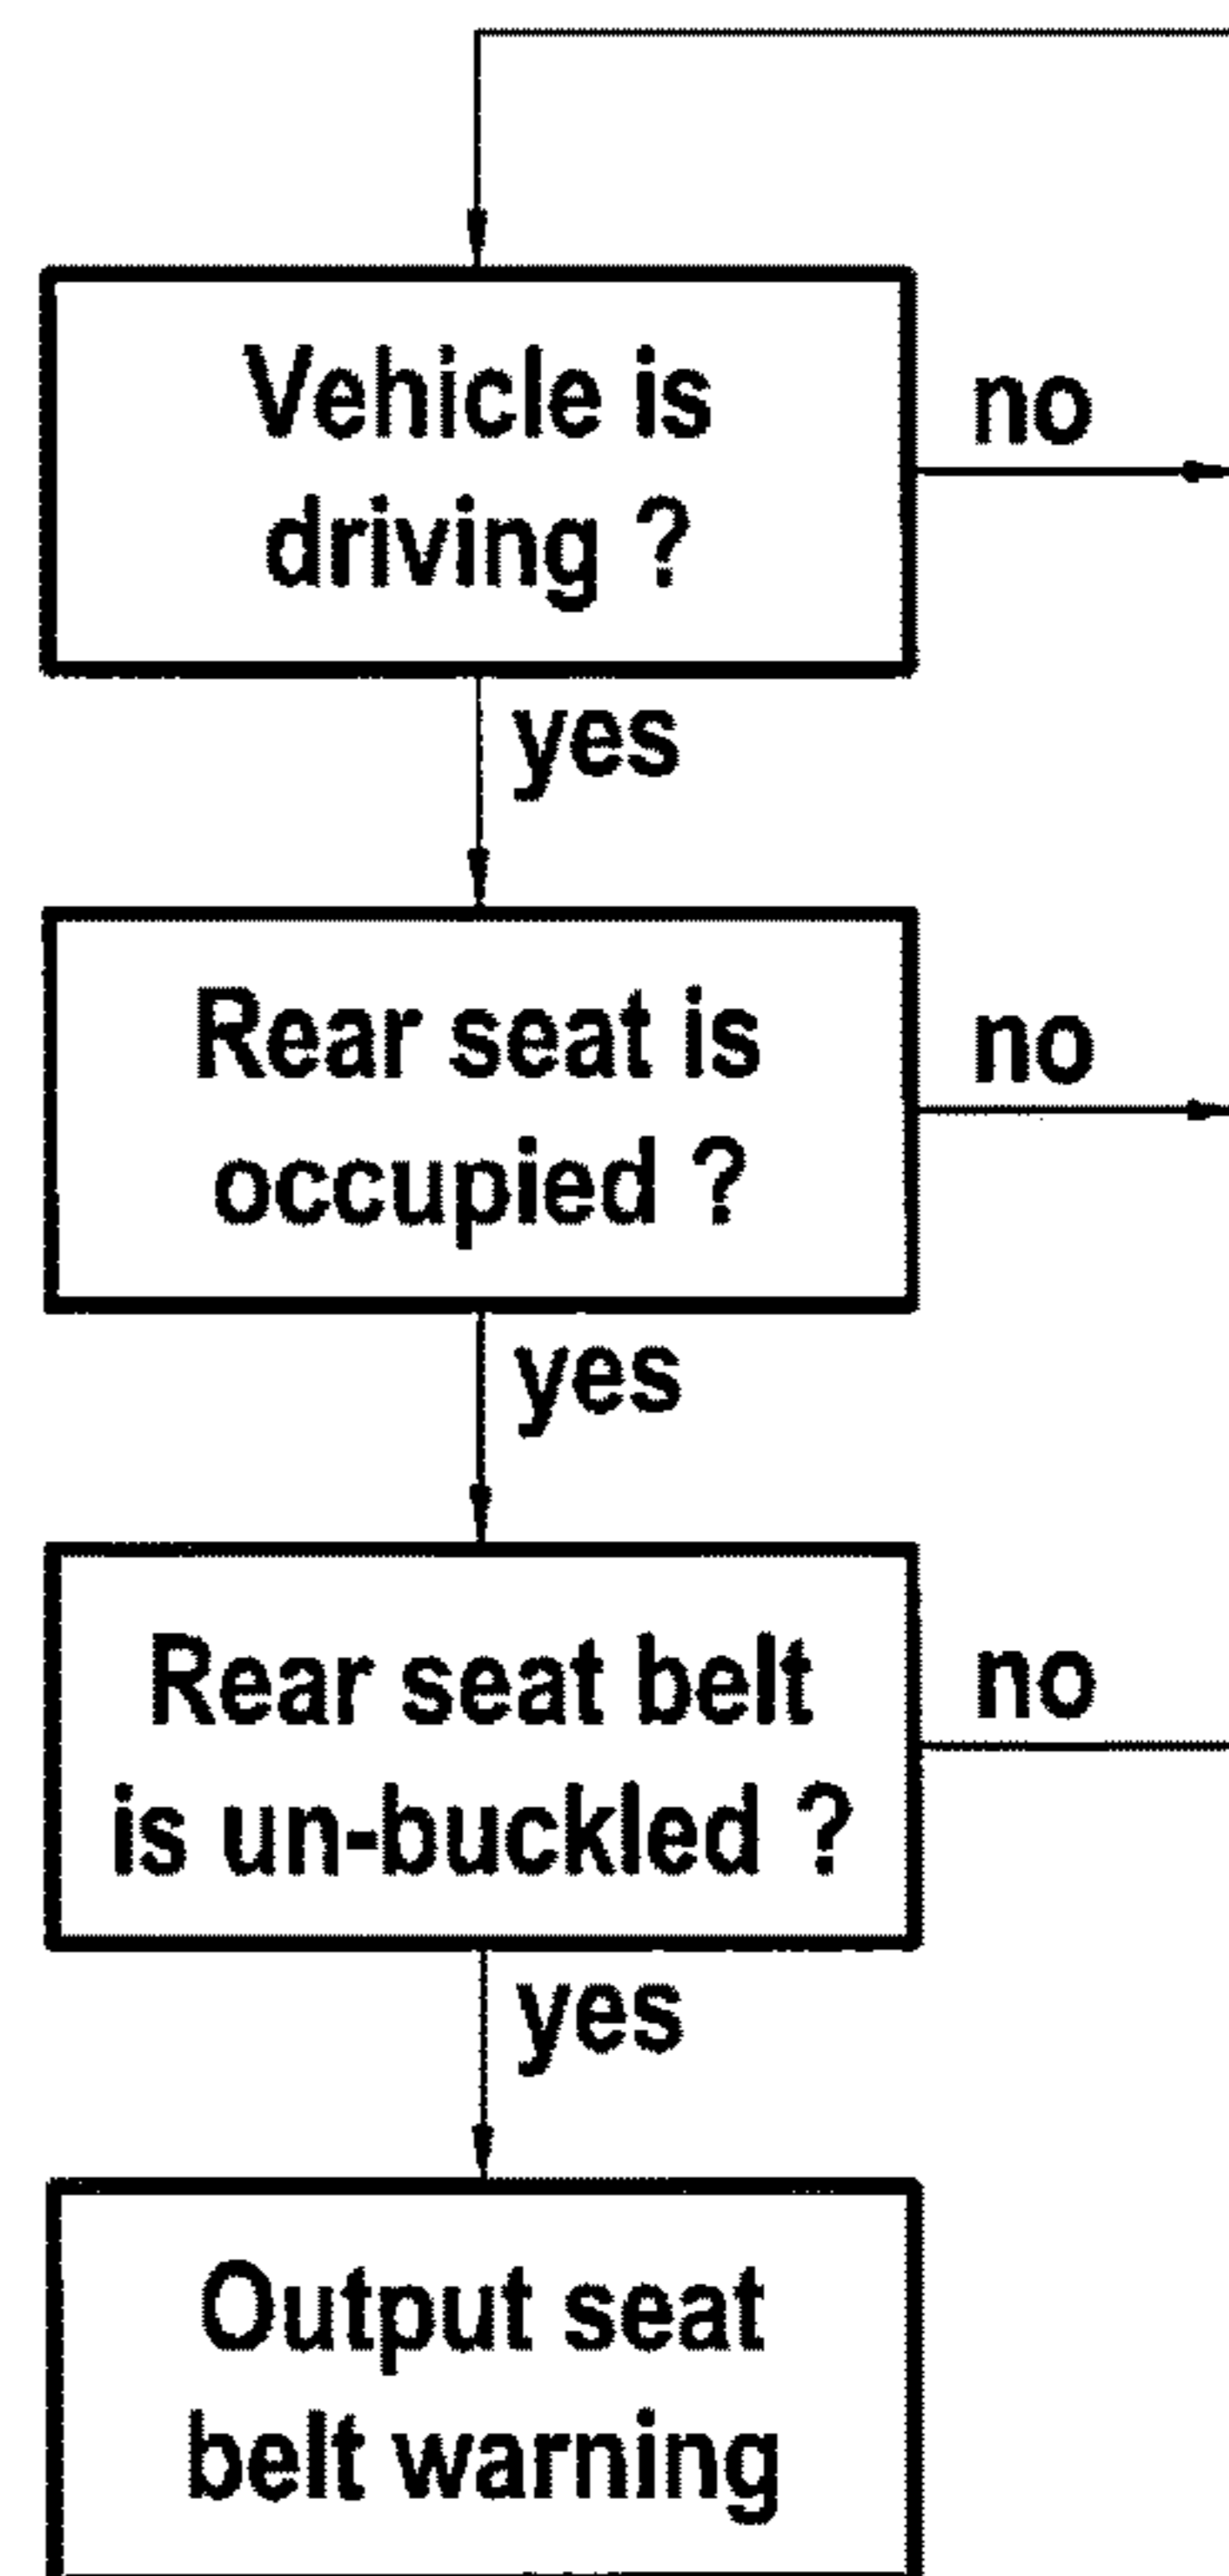 Vehicle is
driving ?
no
yes
Rear seat is
occupied ?
no
yes
Rear seat belt
is un-buckled ?
no
yes
Output seat
belt warning